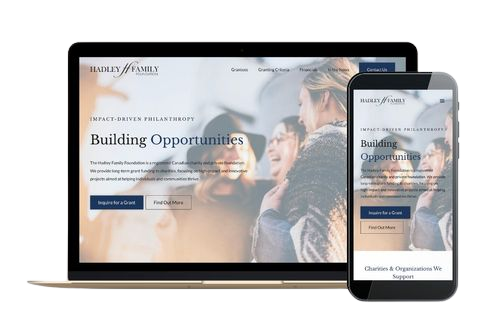 HADLEY H FAMILY
FOUNDATION
Grantees Granting Criteria Financials In the News Contact Us
IMPACT-DRIVEN PHILANTHROPY
Building Opportunities
The Hadley Family Foundation is a registered Canadian charity and private foundation.
We provide long-term grant funding to charities, focusing on high-impact and innovative
projects aimed at helping individuals and communities thrive.
Inquire for a Grant Find Out More
HADLEY H FAMILY
FOUNDATION
IMPACT-DRIVEN PHILANTHROPY
Building
Opportunities
The Hadley Family Foundation is a registered
Canadian charity and private foundation. We provide
long-term grant funding to charities, focusing on
high-impact and innovative projects aimed at helping
individuals and communities thrive.
Inquire for a Grant
Find Out More
Charities & Organizations We
Support